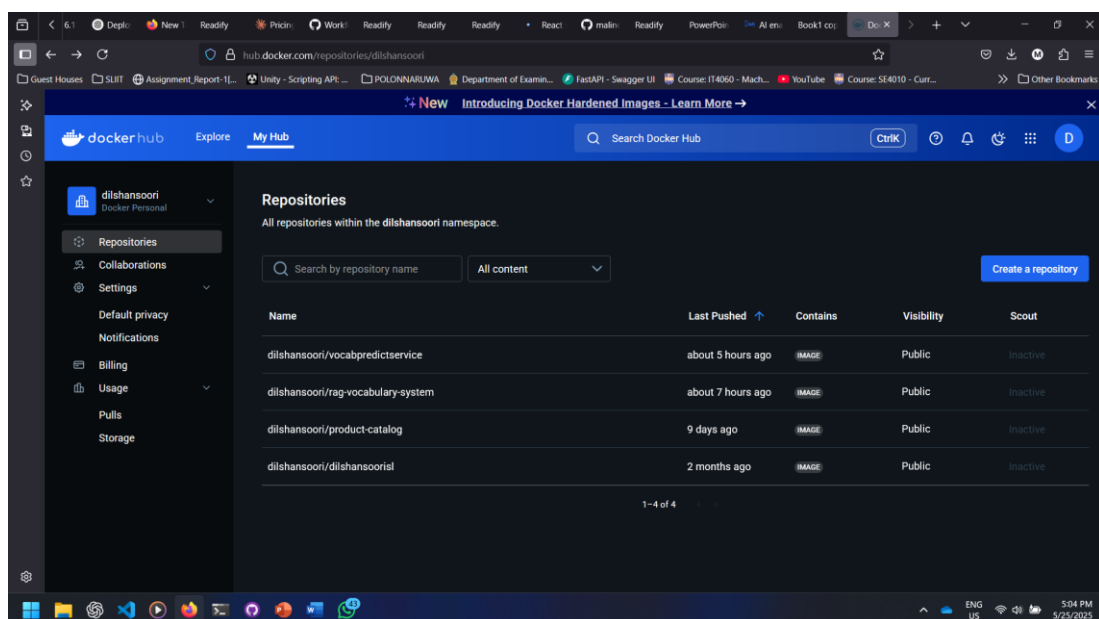 6.1 Deplo New T Readify Pricin Workf Readify Readify Readify React malin Readify PowerPoin AI ena Book1 cop Do
hub.docker.com/repositories/dilshansoori
Guest Houses SLIIT Assignment_Report-1[... Unity - Scripting API: ... POLONNARUWA Department of Examin... FastAPI - Swagger UI Course: IT4060 - Mach... YouTube Course: SE4010 - Curr... Other Bookmarks
New Introducing Docker Hardened Images - Learn More →
dockerhub Explore My Hub Search Docker Hub CtrlK D
dilshansoori
Docker Personal
Repositories
Collaborations
Settings
Default privacy
Notifications
Billing
Usage
Pulls
Storage
Repositories
All repositories within the dilshansoori namespace.
Search by repository name All content Create a repository
Name Last Pushed Contains Visibility Scout
dilshansoori/vocabpredictservice about 5 hours ago IMAGE Public Inactive
dilshansoori/rag-vocabulary-system about 7 hours ago IMAGE Public Inactive
dilshansoori/product-catalog 9 days ago IMAGE Public Inactive
dilshansoori/dilshansoorisl 2 months ago IMAGE Public Inactive
1–4 of 4
43
ENG
US
5:04 PM
5/25/2025